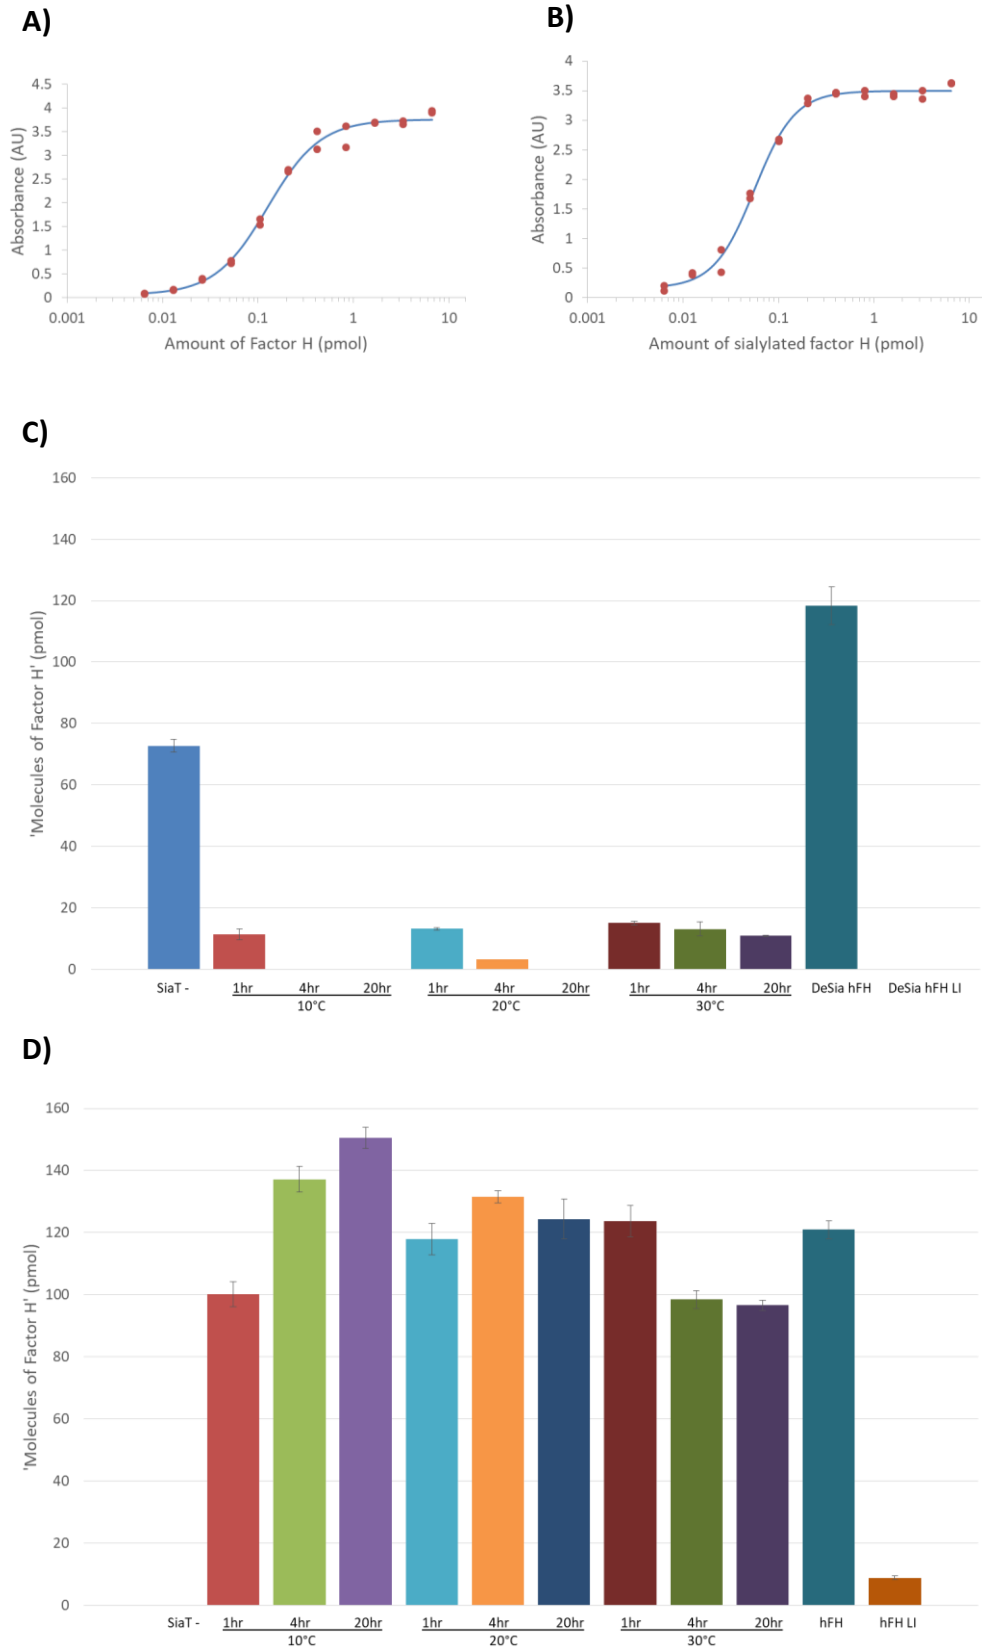 A)
B)
4.5
4
3.5
3
2.5
2
1.5
1
0.5
0
Absorbance (AU)
0.001 0.01 0.1 1 10
Amount of Factor H (pmol)
4
3.5
3
2.5
2
1.5
1
0.5
0
Absorbance (AU)
0.001 0.01 0.1 1 10
Amount of sialylated factor H (pmol)
C)
160
140
120
100
80
60
40
20
0
'Molecules of Factor H' (pmol)
SiaT - 1hr 4hr 20hr 1hr 4hr 20hr 1hr 4hr 20hr DeSia hFH DeSia hFH LI
10°C 20°C 30°C
D)
160
140
120
100
80
60
40
20
0
'Molecules of Factor H' (pmol)
SiaT - 1hr 4hr 20hr 1hr 4hr 20hr 1hr 4hr 20hr hFH hFH LI
10°C 20°C 30°C